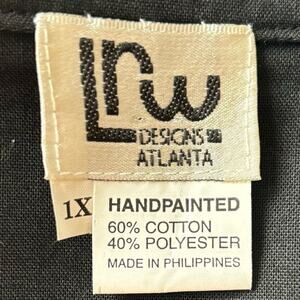 Lrw
DESIGNS
ATLANTA
1X
HANDPAINTED
60% COTTON
40% POLYESTER
MADE IN PHILIPPINES